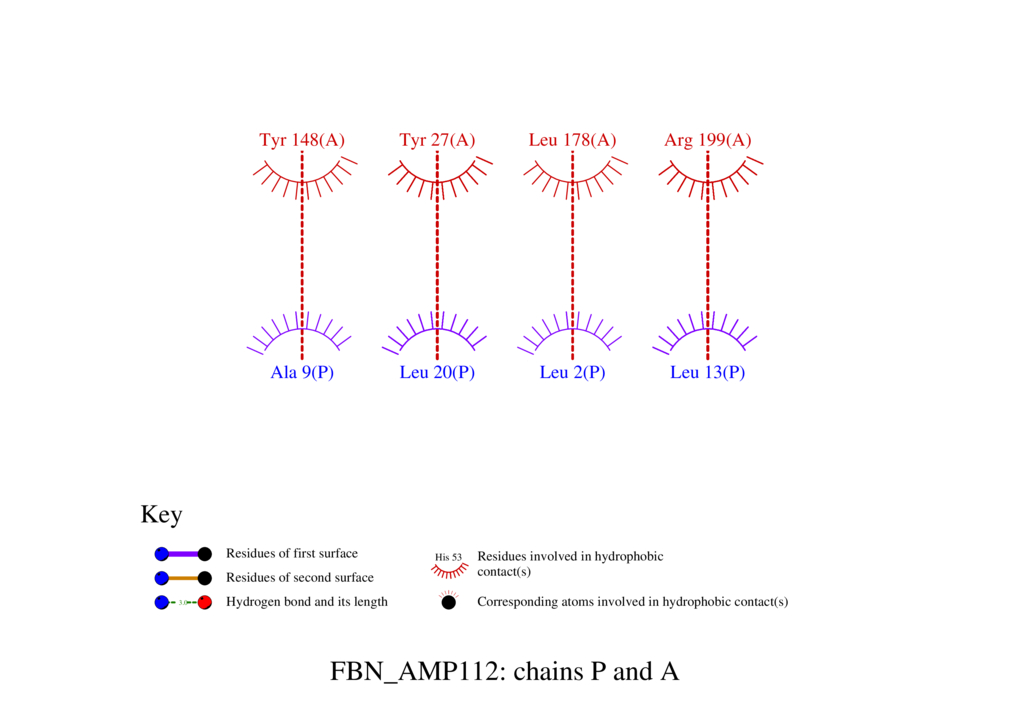 Tyr 148(A) Tyr 27(A) Leu 178(A) Arg 199(A)
Ala 9(P) Leu 20(P) Leu 2(P) Leu 13(P)
Key
Residues of first surface
Residues of second surface
3.0
Hydrogen bond and its length
His 53
Residues involved in hydrophobic
contact(s)
Corresponding atoms involved in hydrophobic contact(s)
FBN_AMP112: chains P and A